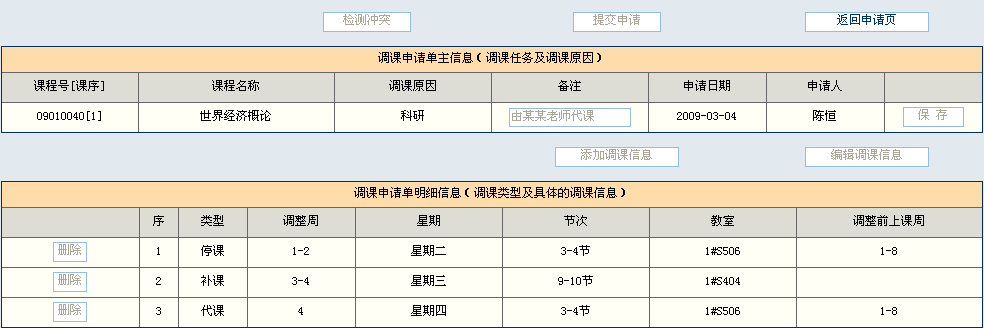 检测冲突 提交申请 返回申请页
调课申请单主信息（调课任务及调课原因）
课程号[课序] 课程名称 调课原因 备注 申请日期 申请人
09010040[1] 世界经济概论 科研 由某某老师代课 2009-03-04 陈恒 保 存
添加调课信息 编辑调课信息
调课申请单明细信息（调课类型及具体的调课信息）
序 类型 调整周 星期 节次 教室 调整前上课周
删除 1 停课 1-2 星期二 3-4节 1#S506 1-8
删除 2 补课 3-4 星期三 9-10节 1#S404
删除 3 代课 4 星期四 3-4节 1#S506 1-8